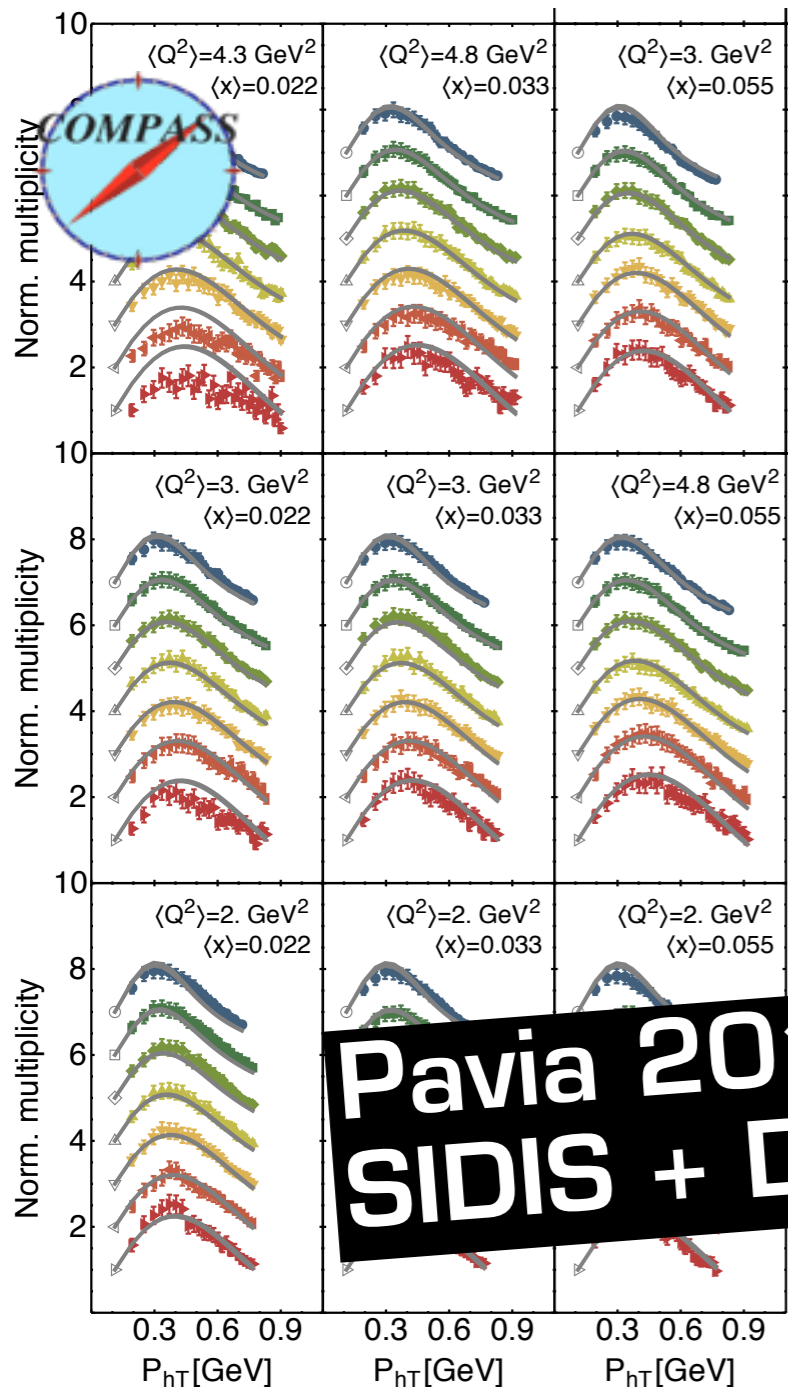 10
⟨Q²⟩=4.3 GeV²
⟨x⟩=0.022
⟨Q²⟩=4.8 GeV²
⟨x⟩=0.033
⟨Q²⟩=3. GeV²
⟨x⟩=0.055
COMPASS
Norm. multiplicity
4
2
10
⟨Q²⟩=3. GeV²
⟨x⟩=0.022
⟨Q²⟩=3. GeV²
⟨x⟩=0.033
⟨Q²⟩=4.8 GeV²
⟨x⟩=0.055
Norm. multiplicity
8
6
4
2
10
⟨Q²⟩=2. GeV²
⟨x⟩=0.022
⟨Q²⟩=2. GeV²
⟨x⟩=0.033
⟨Q²⟩=2. GeV²
⟨x⟩=0.055
Norm. multiplicity
8
6
4
2
Pavia 20
SIDIS +
0.3 0.6 0.9 0.3 0.6 0.9 0.3 0.6 0.9
P_hT[GeV] P_hT[GeV] P_hT[GeV]